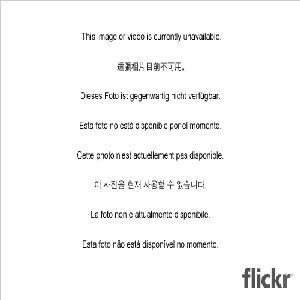 This image or video is currently unavailable.
這張相片目前不可用。
Dieses Foto ist gegenwärtig nicht verfügbar.
Esta foto no está disponible por el momento.
Cette photo n'est actuellement pas disponible.
이 사진을 현재 사용할 수 없습니다.
La foto non è attualmente disponibile.
Esta foto não está disponível no momento.
flickr